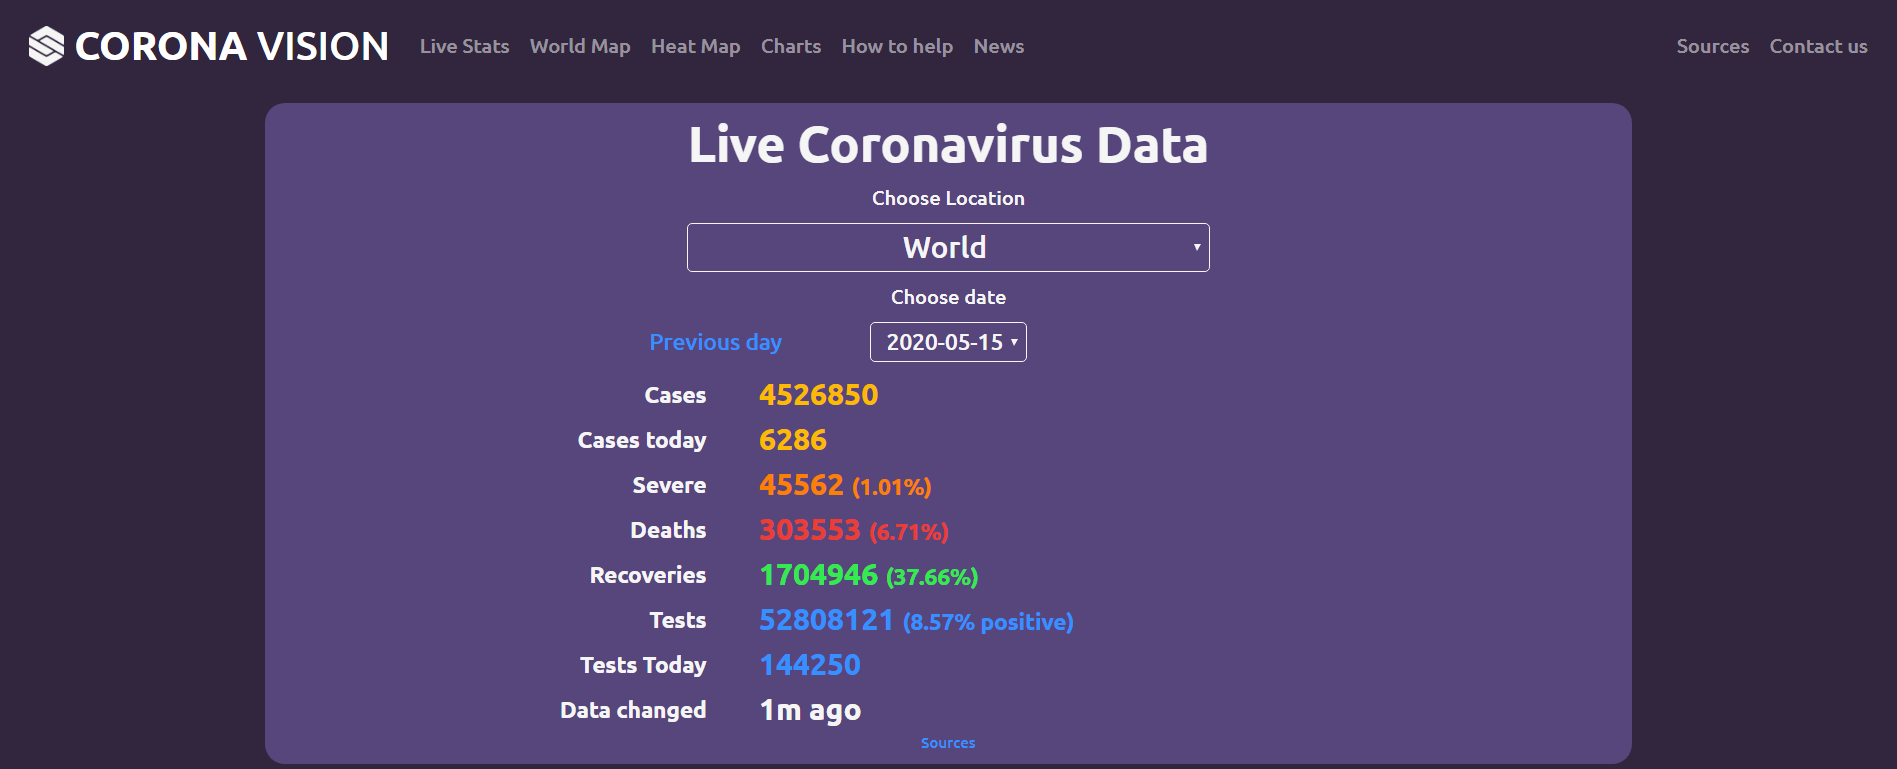 CORONA VISION Live Stats World Map Heat Map Charts How to help News Sources Contact us
Live Coronavirus Data
Choose Location
World
Choose date
Previous day 2020-05-15
Cases 4526850
Cases today 6286
Severe 45562 (1.01%)
Deaths 303553 (6.71%)
Recoveries 1704946 (37.66%)
Tests 52808121 (8.57% positive)
Tests Today 144250
Data changed 1m ago
Sources